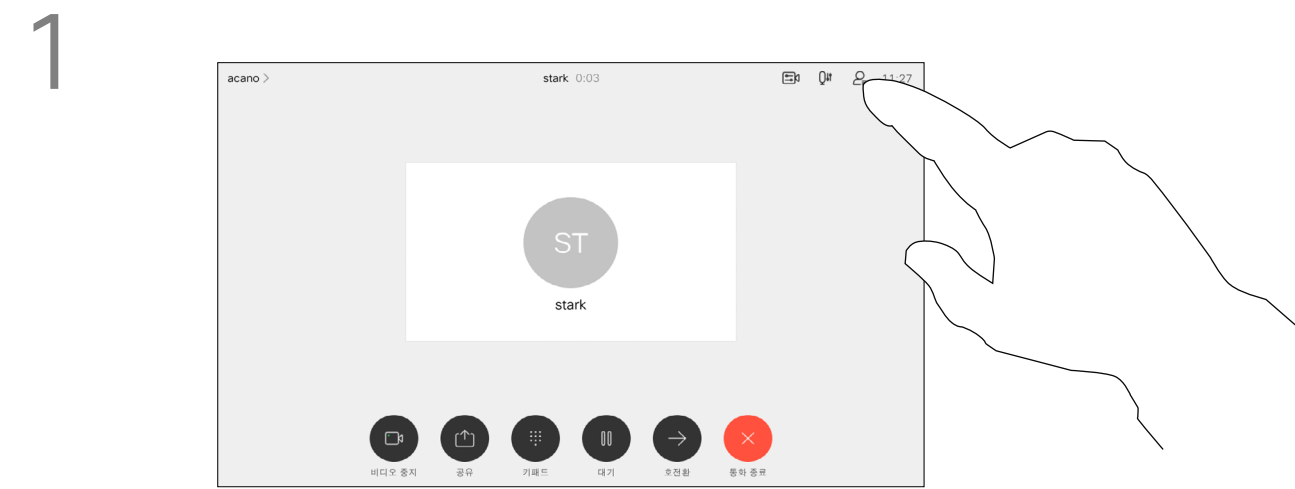 1
acano >
stark 0:03
11:27
ST
stark
비디오 중지
공유
키패드
대기
호전환
통화 종료